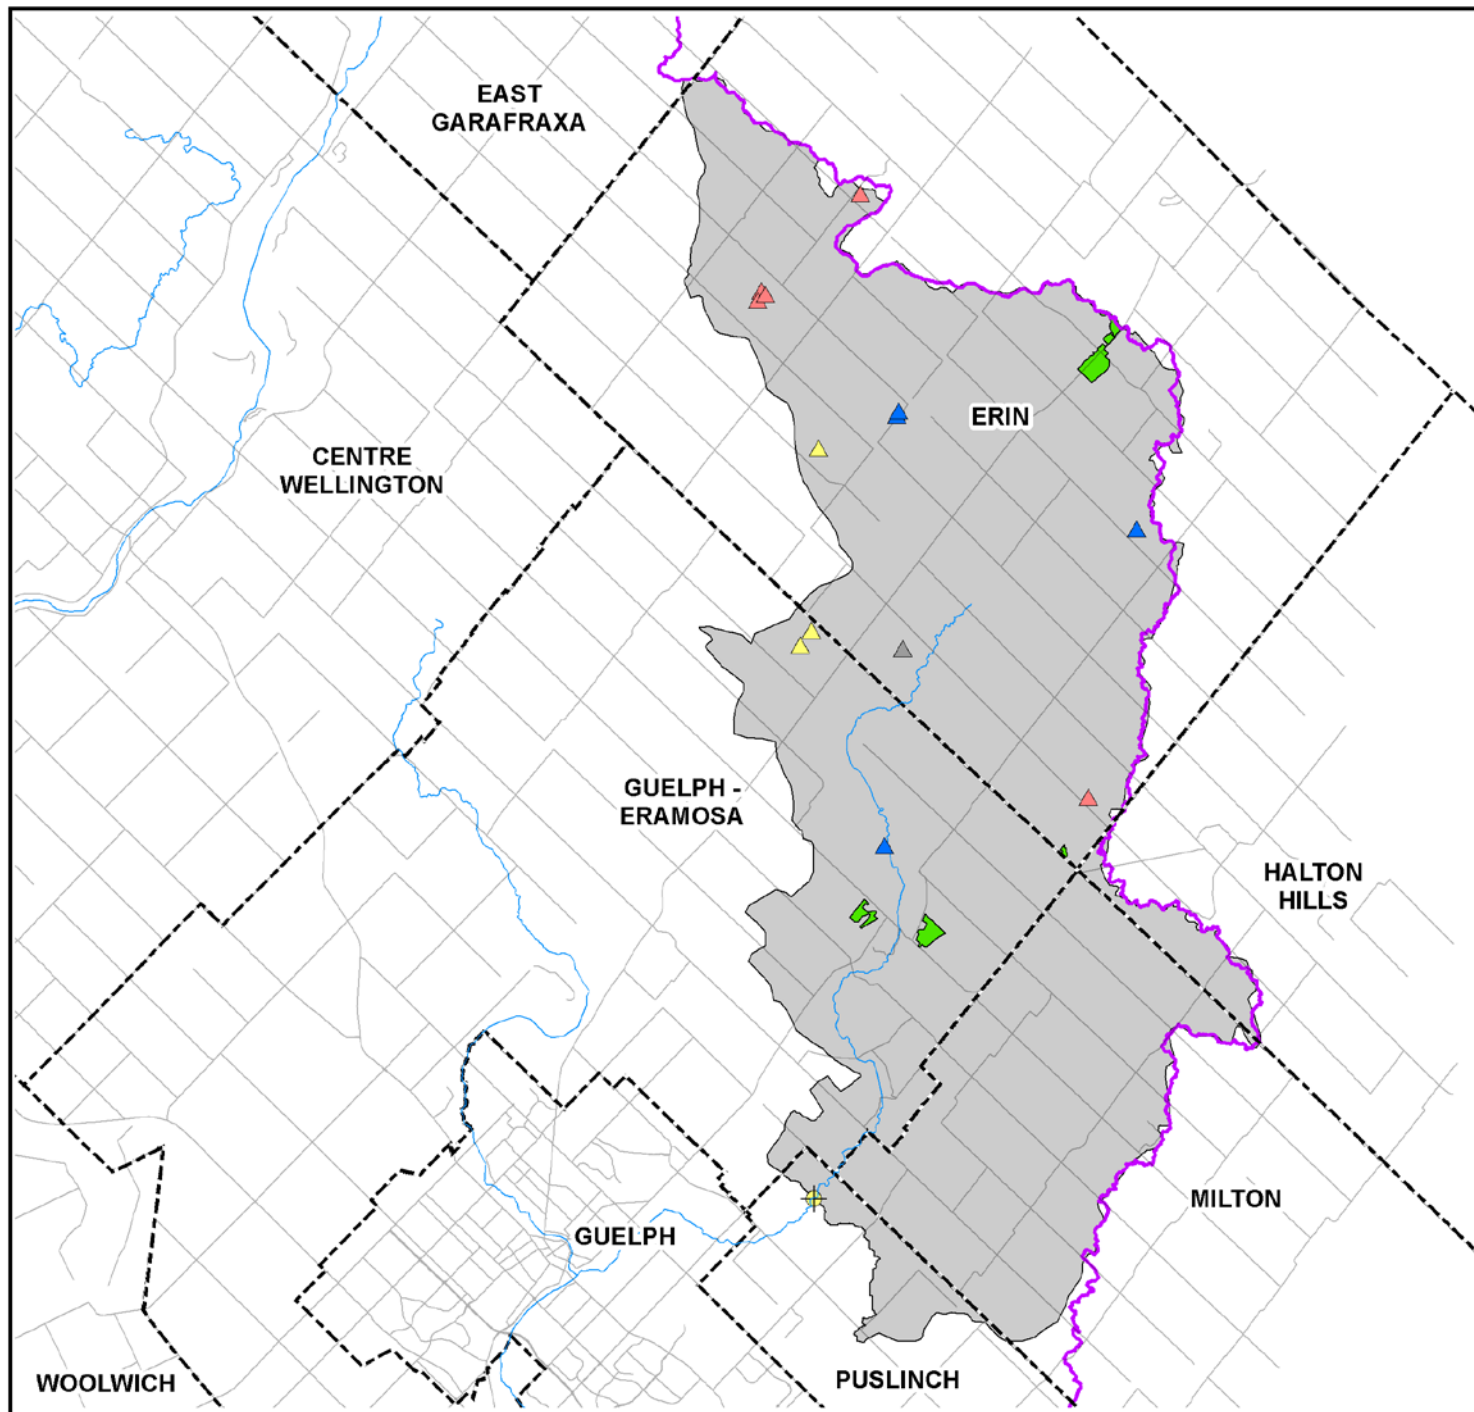 EAST
GARAFRAXA
ERIN
CENTRE
WELLINGTON
GUELPH -
ERAMOSA
HALTON
HILLS
MILTON
GUELPH
WOOLWICH
PUSLINCH